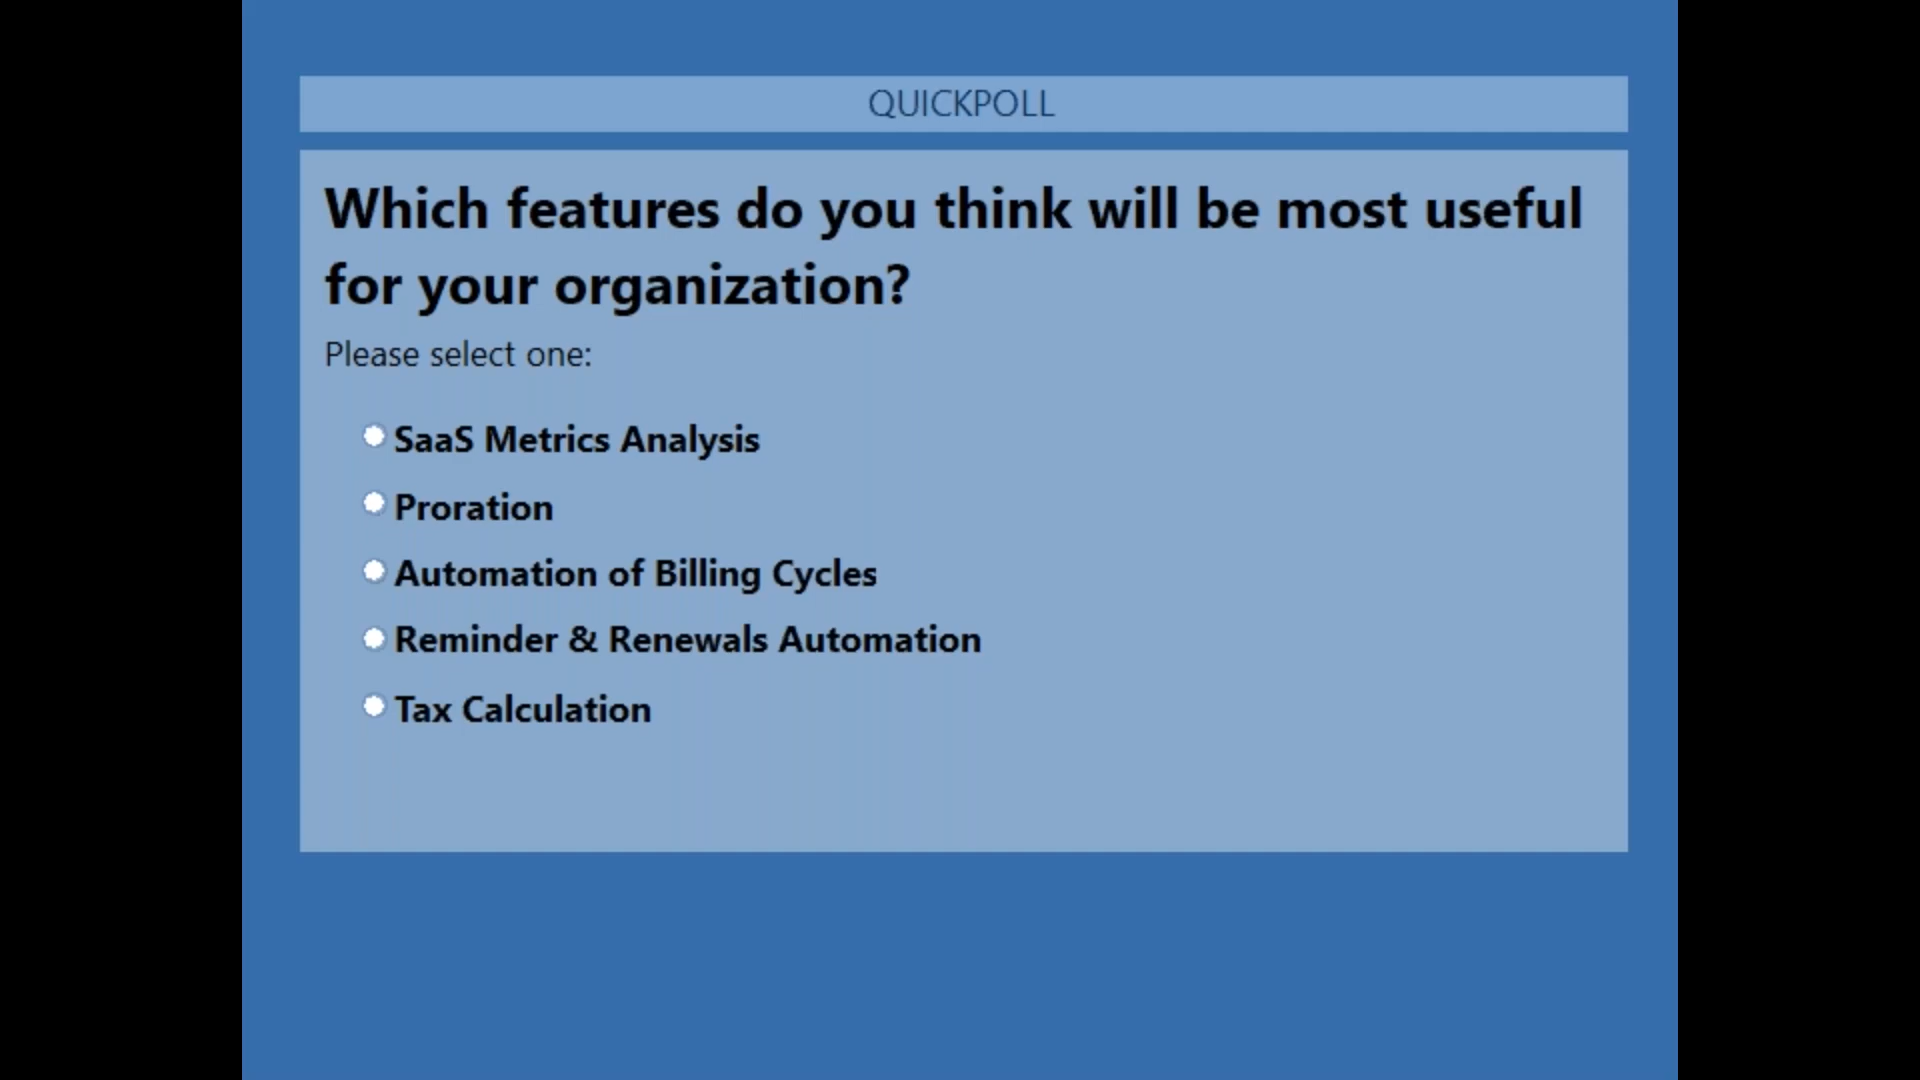 QUICKPOLL
Which features do you think will be most useful
for your organization?
Please select one:
SaaS Metrics Analysis
Proration
Automation of Billing Cycles
Reminder & Renewals Automation
Tax Calculation